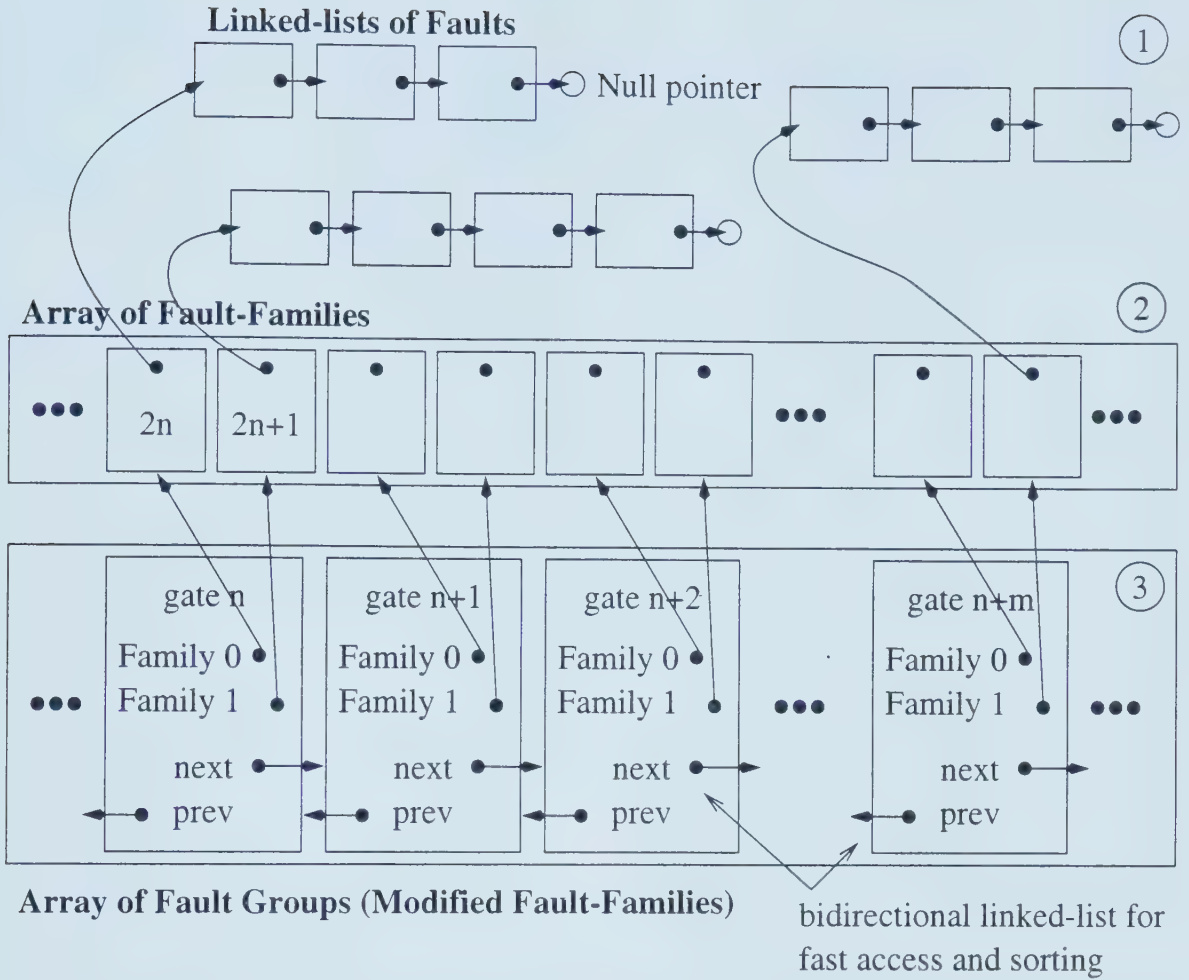 Linked-lists of Faults
1
Null pointer
Array of Fault-Families
2
••• 2n 2n+1 ••• •••
3
gate n gate n+1 gate n+2 gate n+m
Family 0 Family 0 Family 0 Family 0
••• Family 1 Family 1 Family 1 ••• Family 1 •••
next next next next
prev prev prev prev
Array of Fault Groups (Modified Fault-Families)
bidirectional linked-list for
fast access and sorting